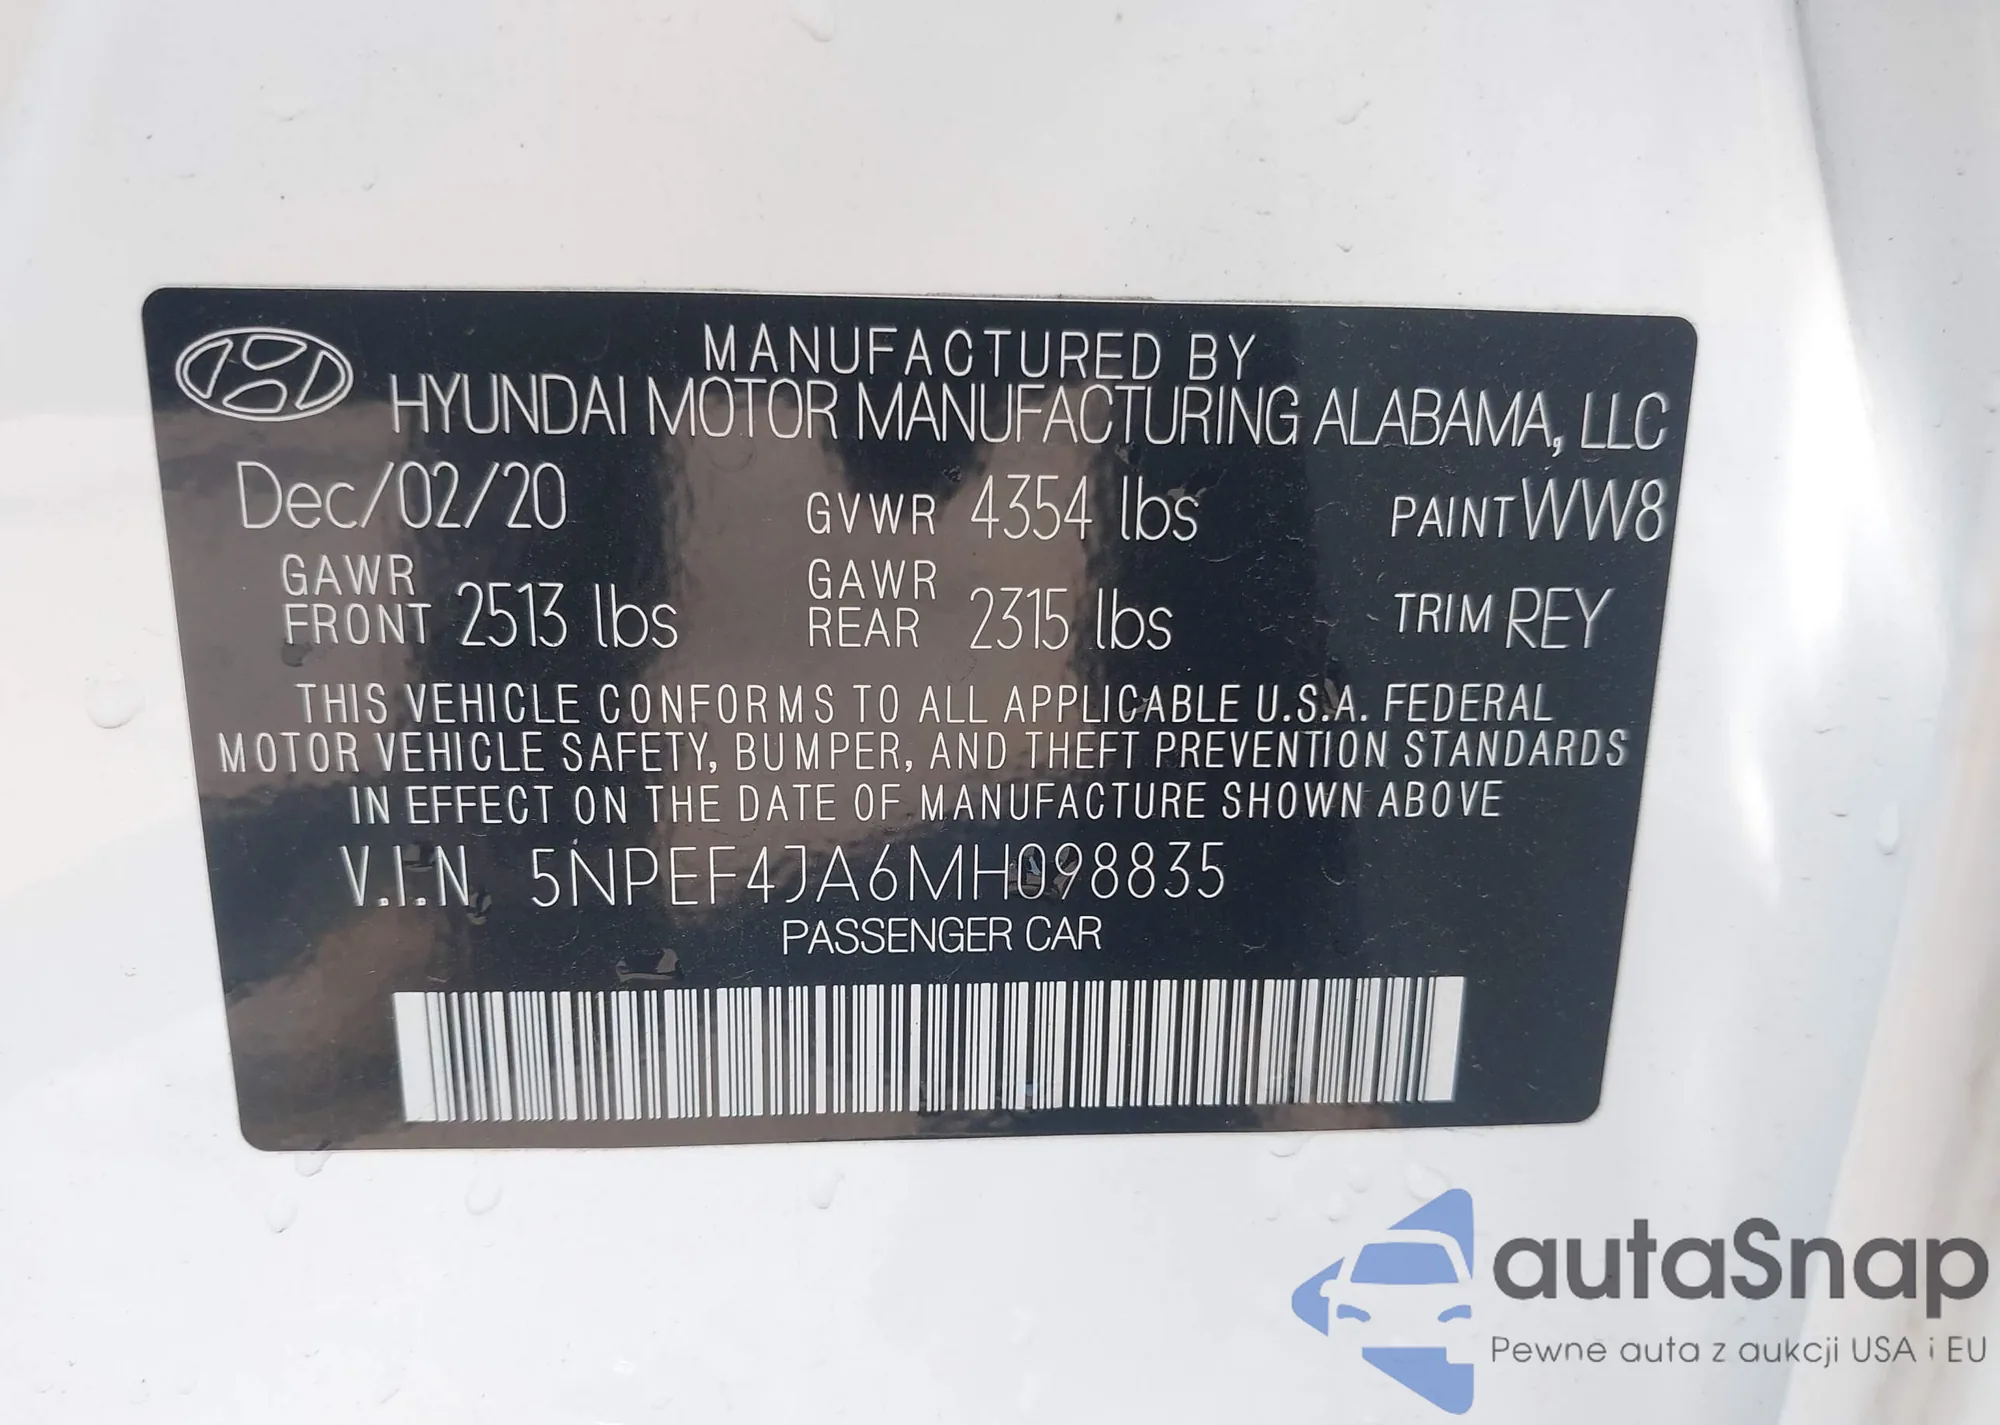 MANUFACTURED BY
HYUNDAI MOTOR MANUFACTURING ALABAMA, LLC
Dec/02/20 GVWR 4354 lbs PAINT WW8
GAWR FRONT 2513 lbs GAWR REAR 2315 lbs TRIM REY
THIS VEHICLE CONFORMS TO ALL APPLICABLE U.S.A. FEDERAL
MOTOR VEHICLE SAFETY, BUMPER, AND THEFT PREVENTION STANDARDS
IN EFFECT ON THE DATE OF MANUFACTURE SHOWN ABOVE
V.I.N 5NPEF4JA6MH098835
PASSENGER CAR
autaSnap
Pewne auta z aukcji USA i EU